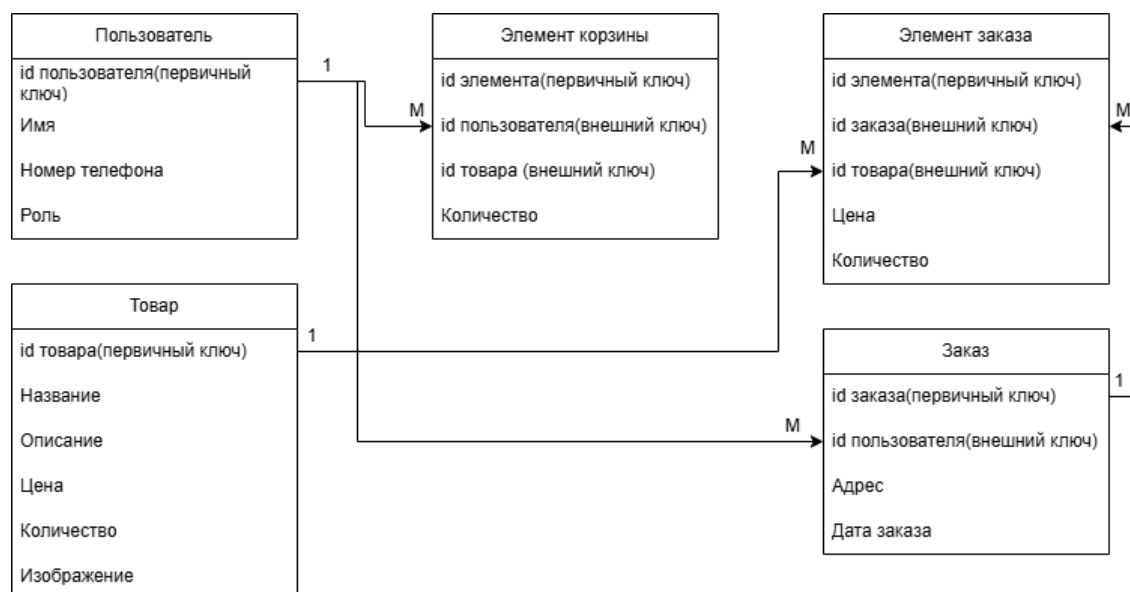 Пользователь
id пользователя(первичный
ключ)
Имя
Номер телефона
Роль
1
M
Элемент корзины
id элемента(первичный ключ)
id пользователя(внешний ключ)
id товара (внешний ключ)
Количество
M
Элемент заказа
id элемента(первичный ключ)
id заказа(внешний ключ)
id товара(внешний ключ)
Цена
Количество
M
Товар
id товара(первичный ключ)
Название
Описание
Цена
Количество
Изображение
1
M
Заказ
id заказа(первичный ключ)
id пользователя(внешний ключ)
Адрес
Дата заказа
1